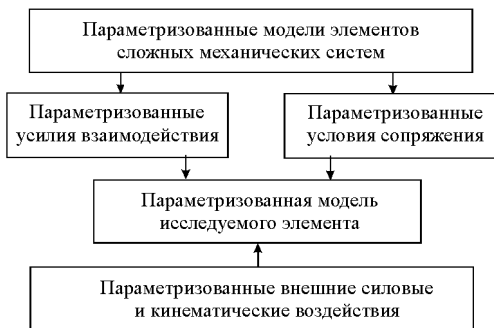 Параметризованные модели элементов
сложных механических систем
Параметризованные
усилия взаимодействия
Параметризованные
условия сопряжения
Параметризованная модель
исследуемого элемента
Параметризованные внешние силовые
и кинематические воздействия